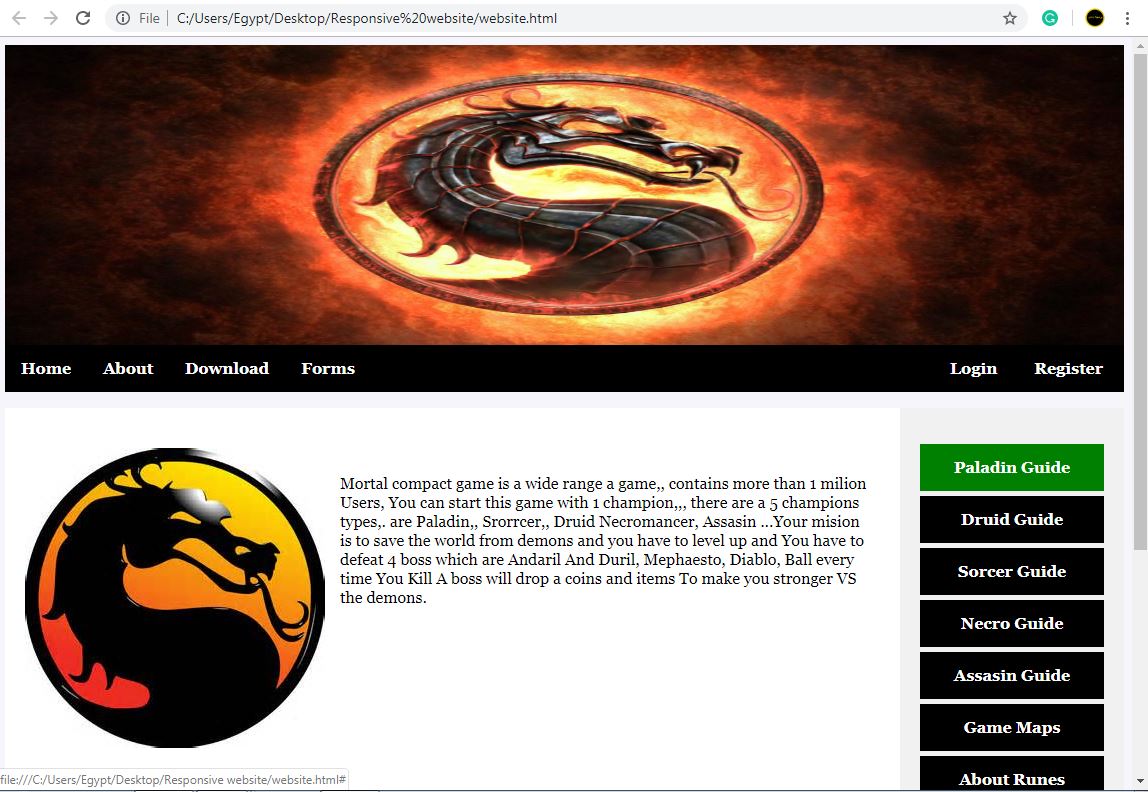 File
C:/Users/Egypt/Desktop/Responsive%20website/website.html
Home About Download Forms Login Register
Mortal compact game is a wide range a game,, contains more than 1 milion
Users, You can start this game with 1 champion,,, there are a 5 champions
types,. are Paladin,, Srorrcer,, Druid Necromancer, Assasin ...Your mision
is to save the world from demons and you have to level up and You have to
defeat 4 boss which are Andaril And Duril, Mephaesto, Diablo, Ball every
time You Kill A boss will drop a coins and items To make you stronger VS
the demons.
Paladin Guide
Druid Guide
Sorcer Guide
Necro Guide
Assasin Guide
Game Maps
About Runes
file:///C:/Users/Egypt/Desktop/Responsive website/website.html#